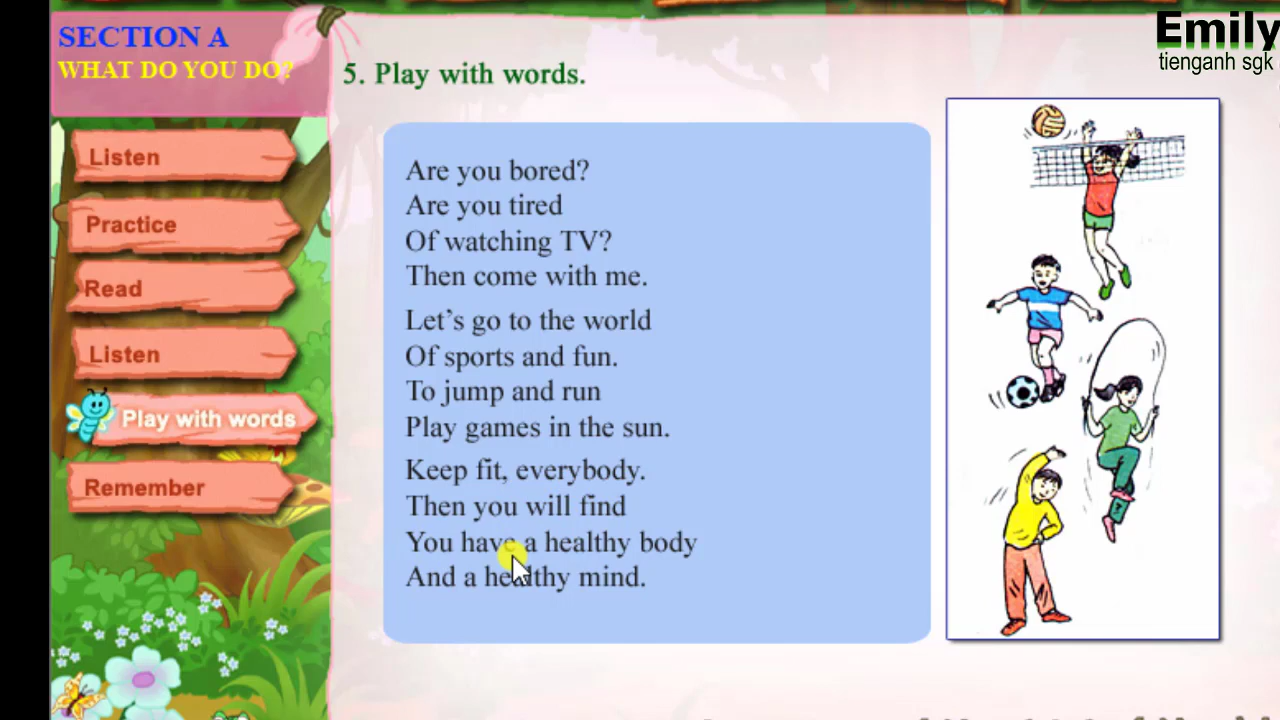 SECTION A
WHAT DO YOU DO?
Listen
Practice
Read
Listen
Play with words
Remember
5. Play with words.
Are you bored?
Are you tired
Of watching TV?
Then come with me.
Let's go to the world
Of sports and fun.
To jump and run
Play games in the sun.
Keep fit, everybody.
Then you will find
You have a healthy body
And a healthy mind.
Emily
tienganh sgk